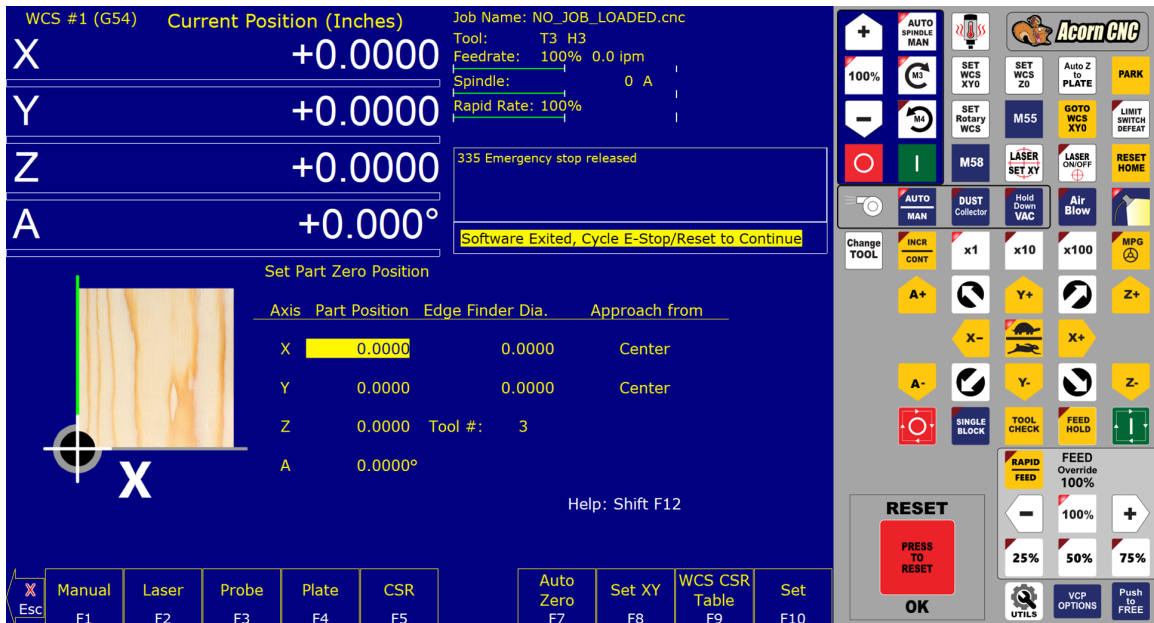 WCS #1 (G54)
Current Position (Inches)
X +0.0000
Y +0.0000
Z +0.0000
A +0.000°
Job Name: NO_JOB_LOADED.cnc
Tool: T3 H3
Feedrate: 100% 0.0 ipm
Spindle: 0 A
Rapid Rate: 100%
335 Emergency stop released
Software Exited, Cycle E-Stop/Reset to Continue
Set Part Zero Position
Axis Part Position Edge Finder Dia. Approach from
X 0.0000 0.0000 Center
Y 0.0000 0.0000 Center
Z 0.0000 Tool #: 3
A 0.0000°
X
Help: Shift F12
X
Esc
Manual
F1
Laser
F2
Probe
F3
Plate
F4
CSR
F5
Auto
Zero
F7
Set XY
F8
WCS CSR
Table
F9
Set
F10
+
AUTO
SPINDLE
MAN
Acorn CNC
100%
M3
SET
WCS
XY0
SET
WCS
Z0
Auto Z
to
PLATE
PARK
−
M4
SET
Rotary
WCS
M55
GOTO
WCS
XY0
LIMIT
SWITCH
DEFEAT
M58
LASER
SET XY
LASER
ON/OFF
RESET
HOME
AUTO
MAN
DUST
Collector
Hold
Down
VAC
Air
Blow
Change
TOOL
INCR
CONT
x1
x10
x100
MPG
A+
Y+
Z+
X-
X+
A-
Y-
Z-
SINGLE
BLOCK
TOOL
CHECK
FEED
HOLD
RAPID
FEED
FEED
Override
100%
−
100%
+
25%
50%
75%
RESET
PRESS
TO
RESET
OK
UTILS
VCP
OPTIONS
Push
to
FREE